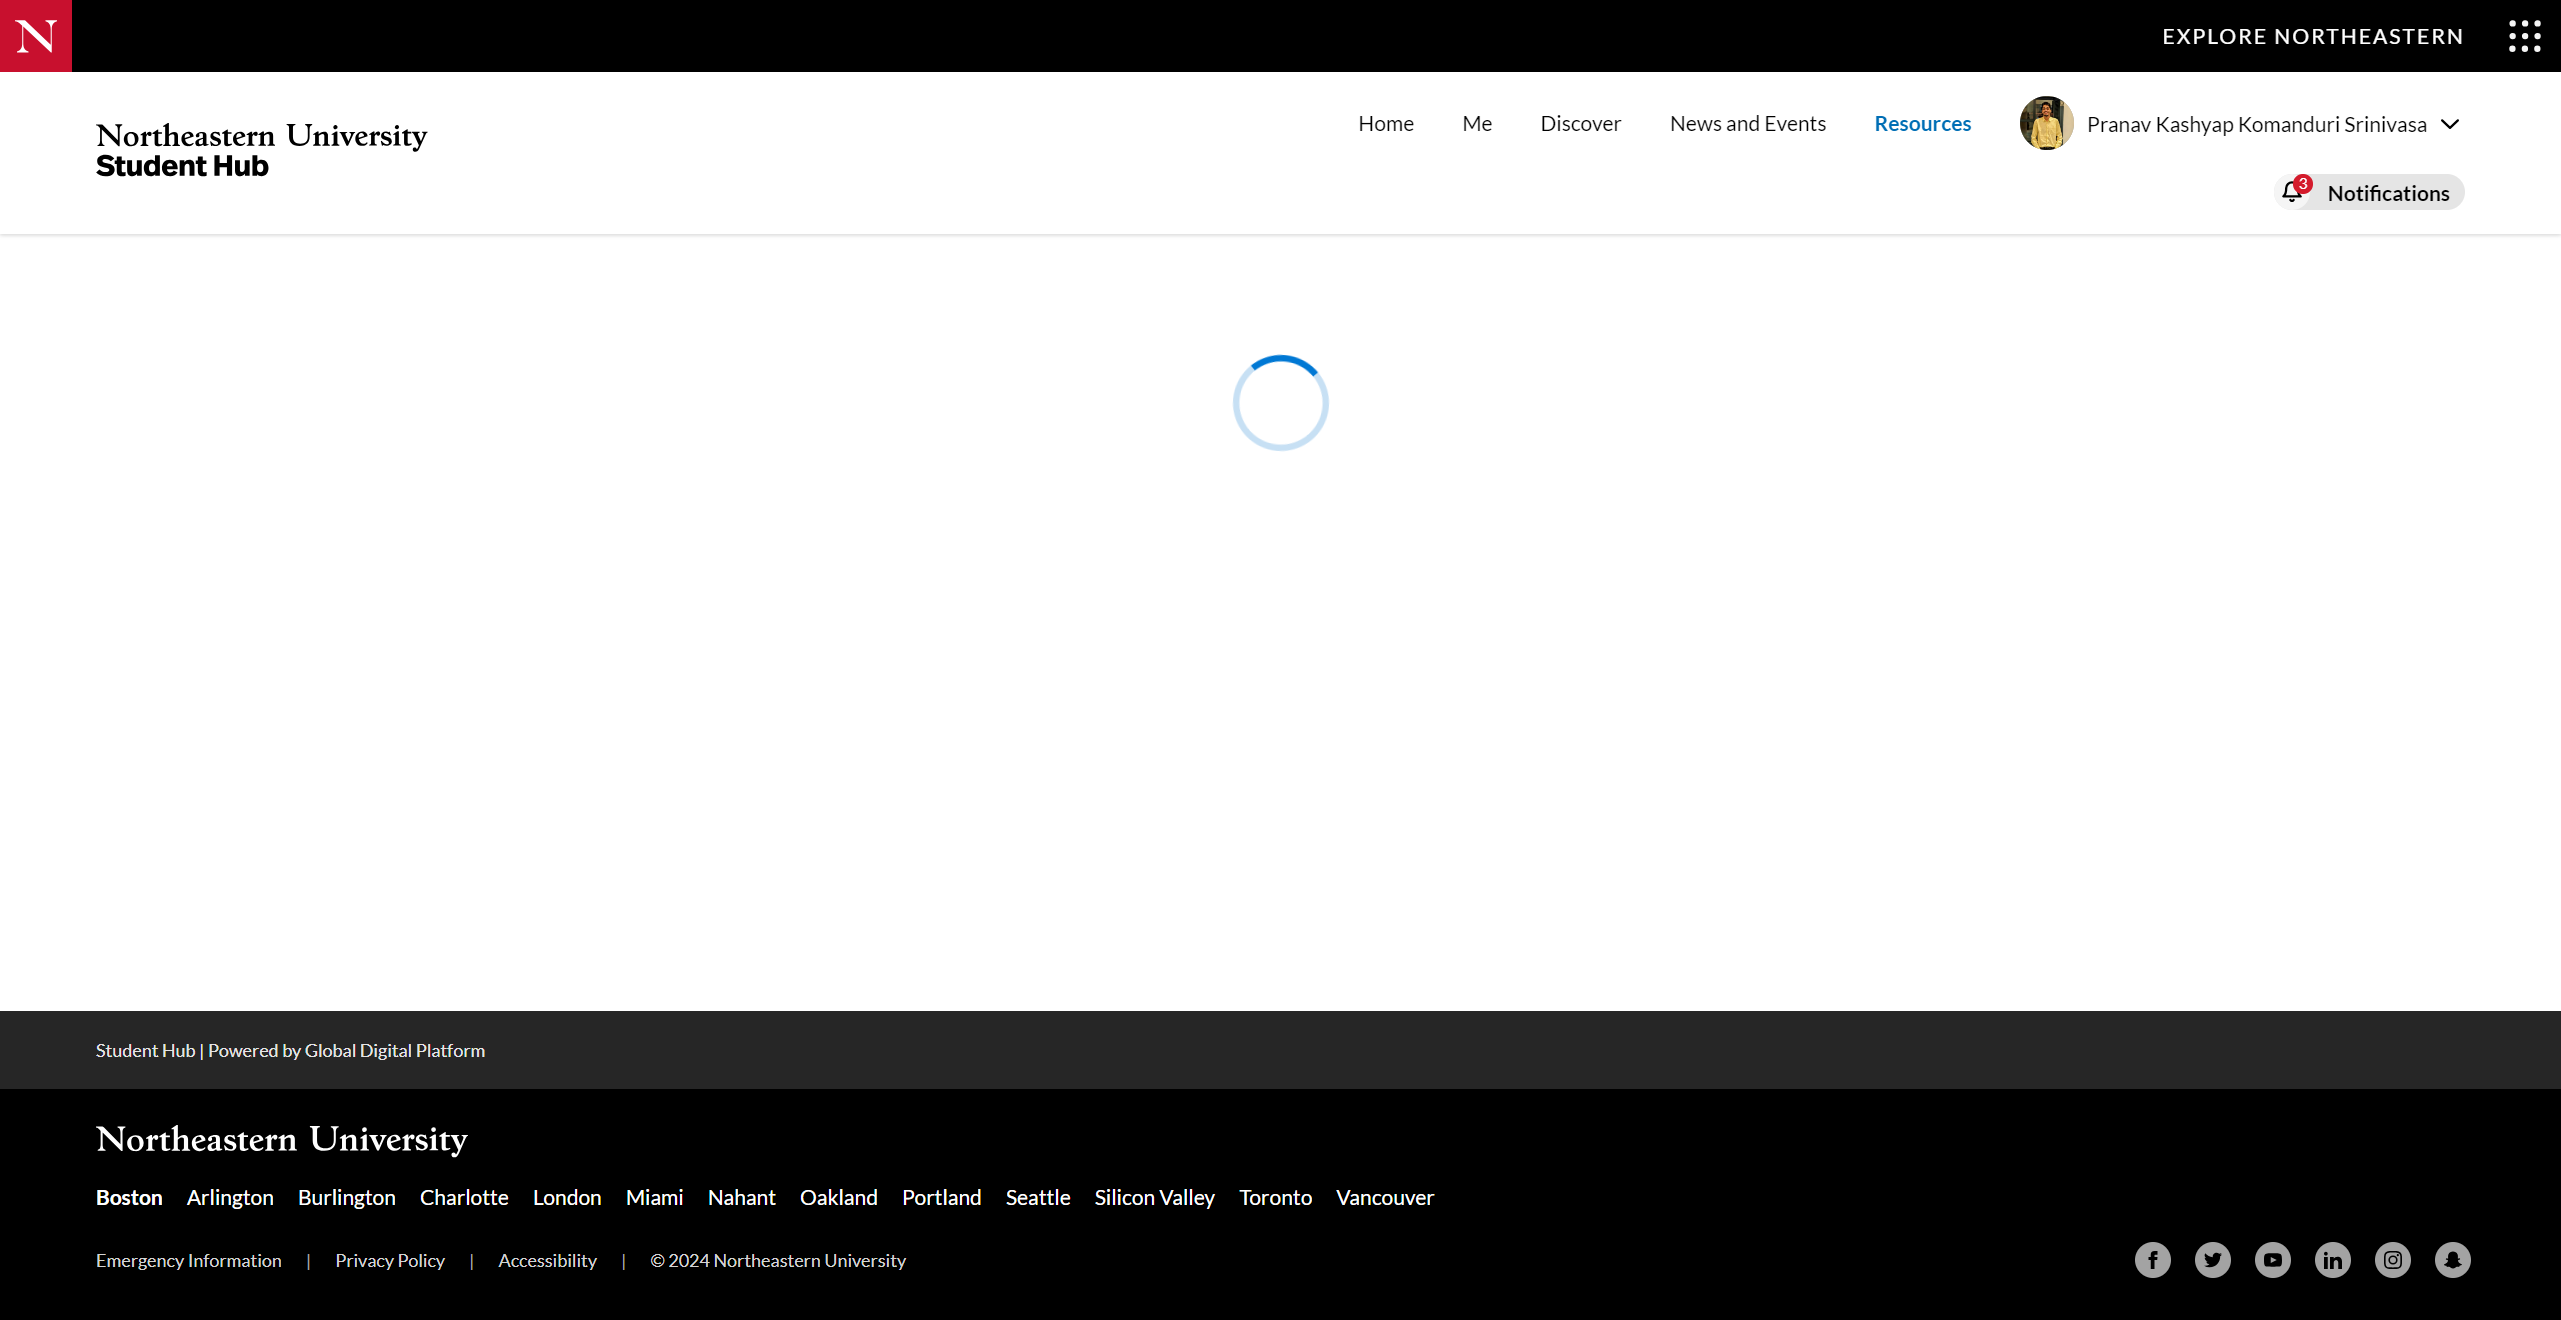 N
EXPLORE NORTHEASTERN
Northeastern University
Student Hub
Home
Me
Discover
News and Events
Resources
Pranav Kashyap Komanduri Srinivasa
3
Notifications
Student Hub | Powered by Global Digital Platform
Northeastern University
Boston Arlington Burlington Charlotte London Miami Nahant Oakland Portland Seattle Silicon Valley Toronto Vancouver
Emergency Information | Privacy Policy | Accessibility | © 2024 Northeastern University